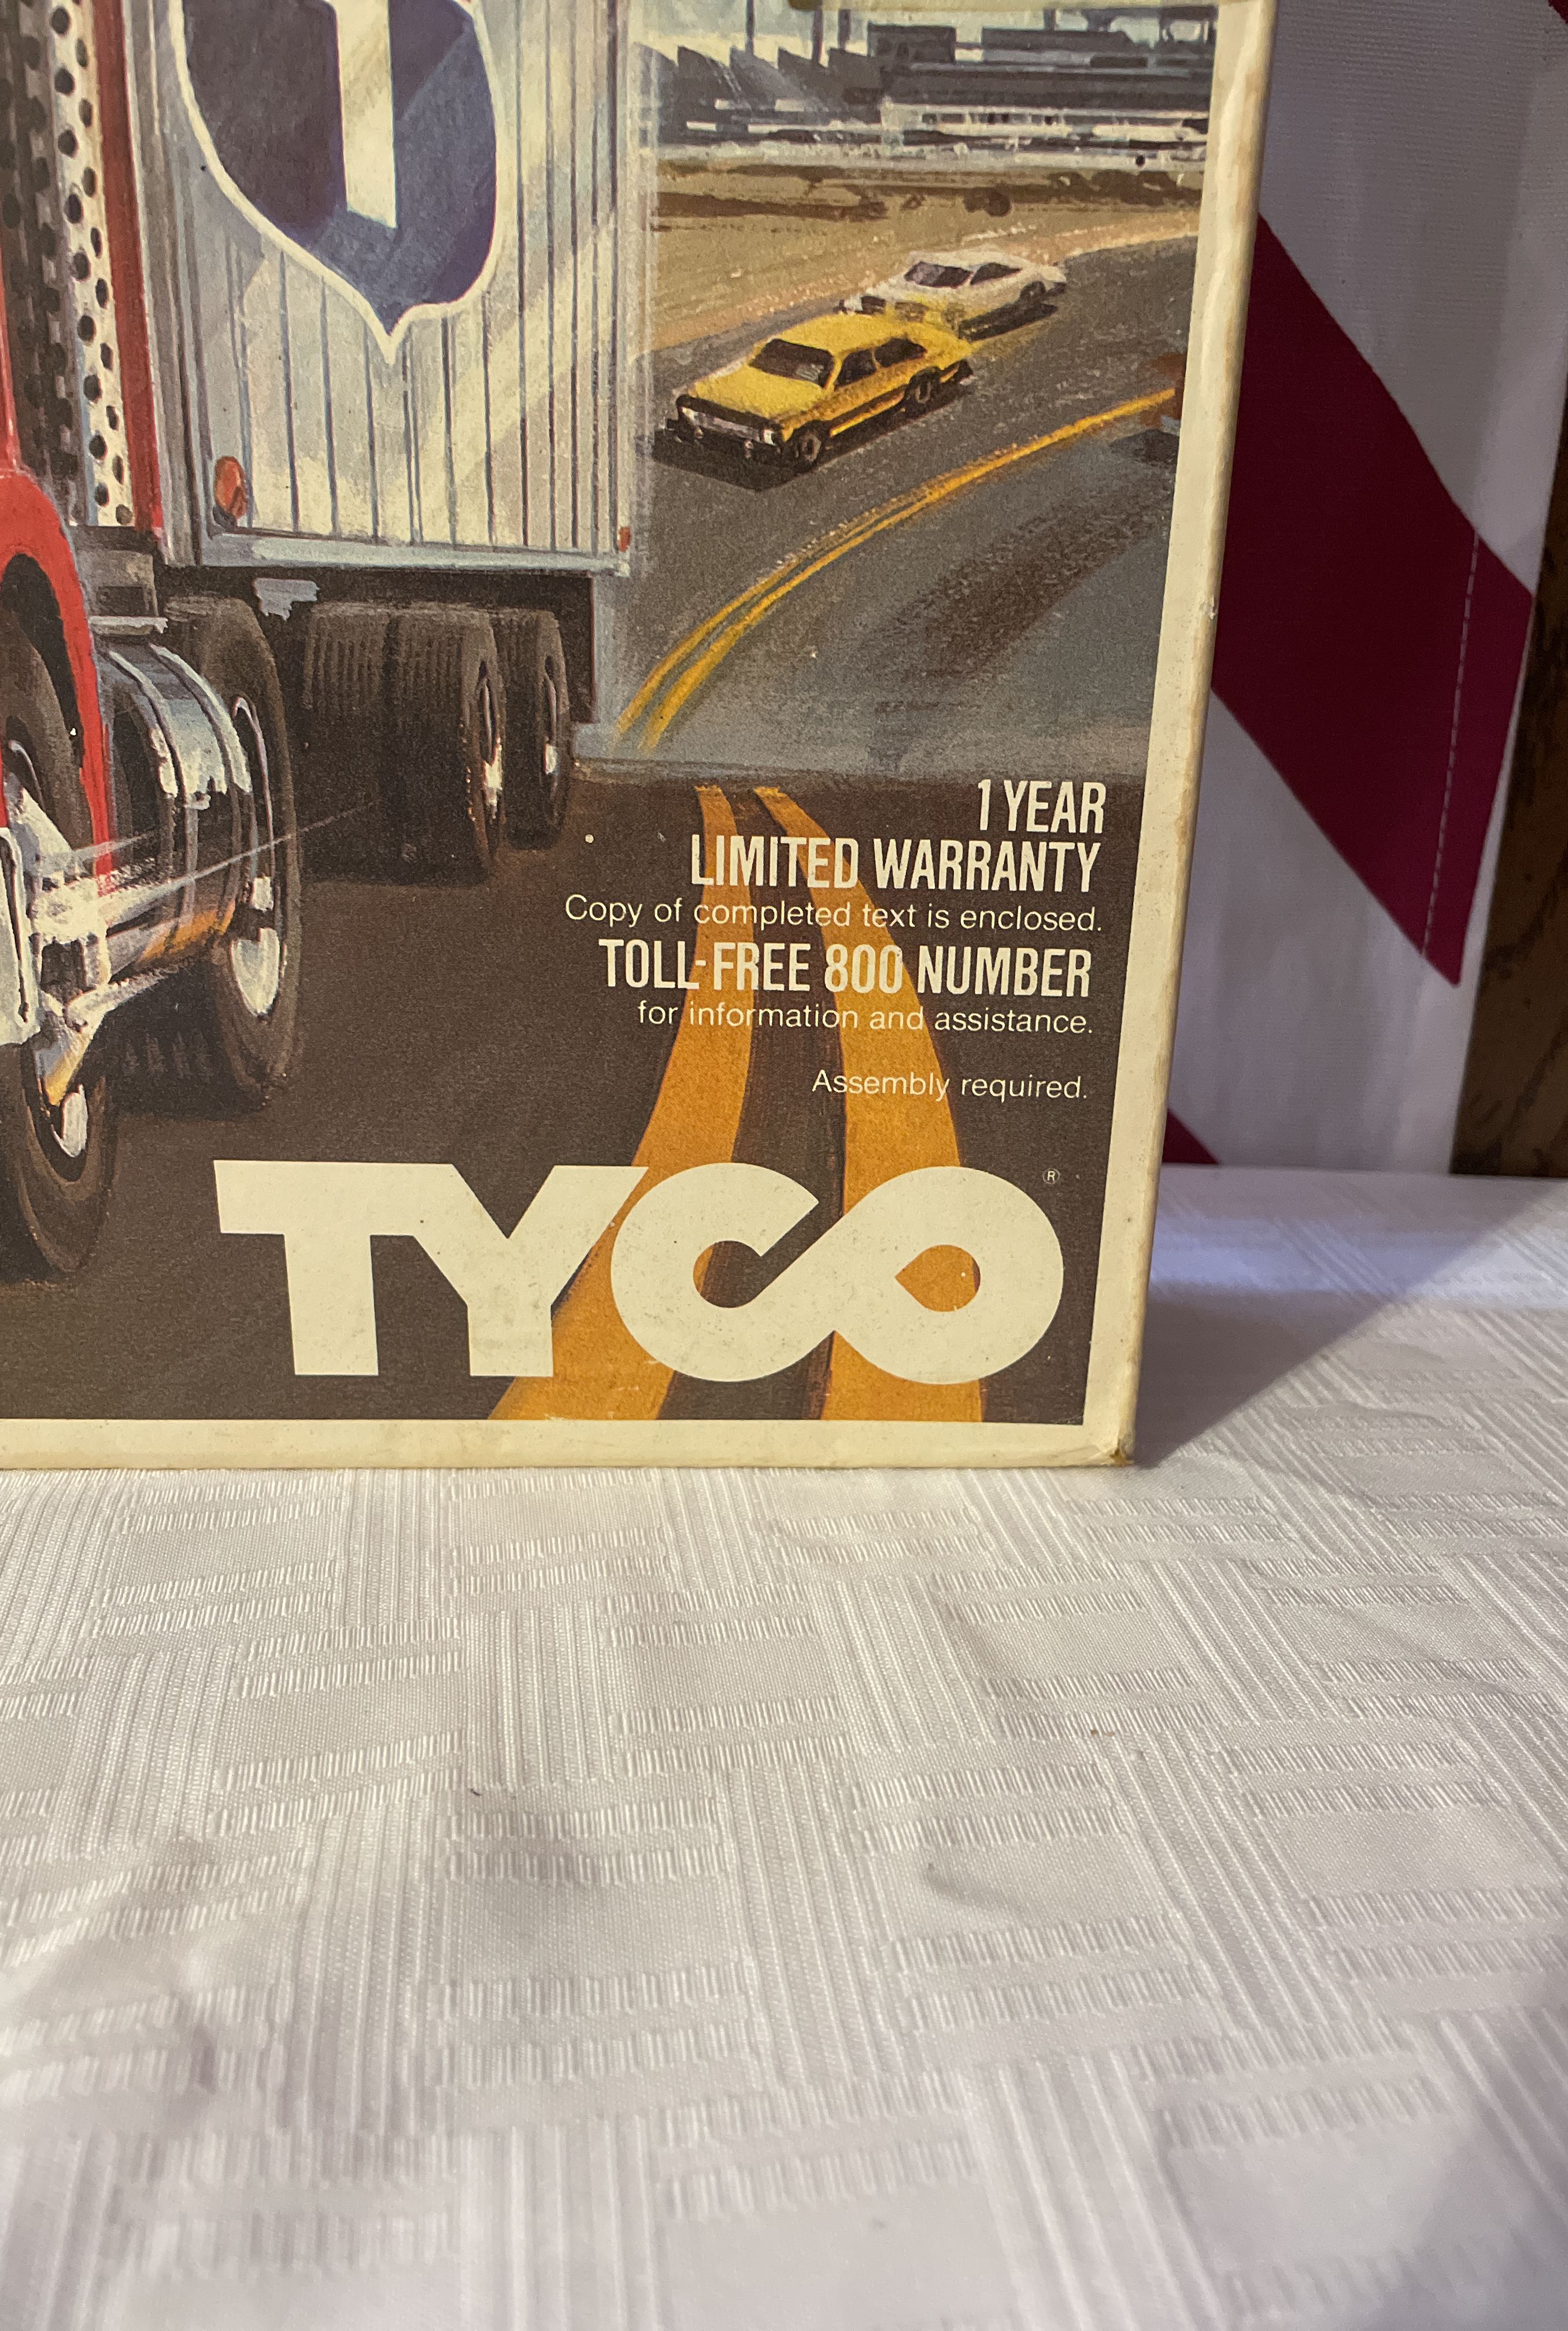 1 YEAR
LIMITED WARRANTY
Copy of completed text is enclosed.
TOLL-FREE 800 NUMBER
for information and assistance.
Assembly required.
TYCO ®